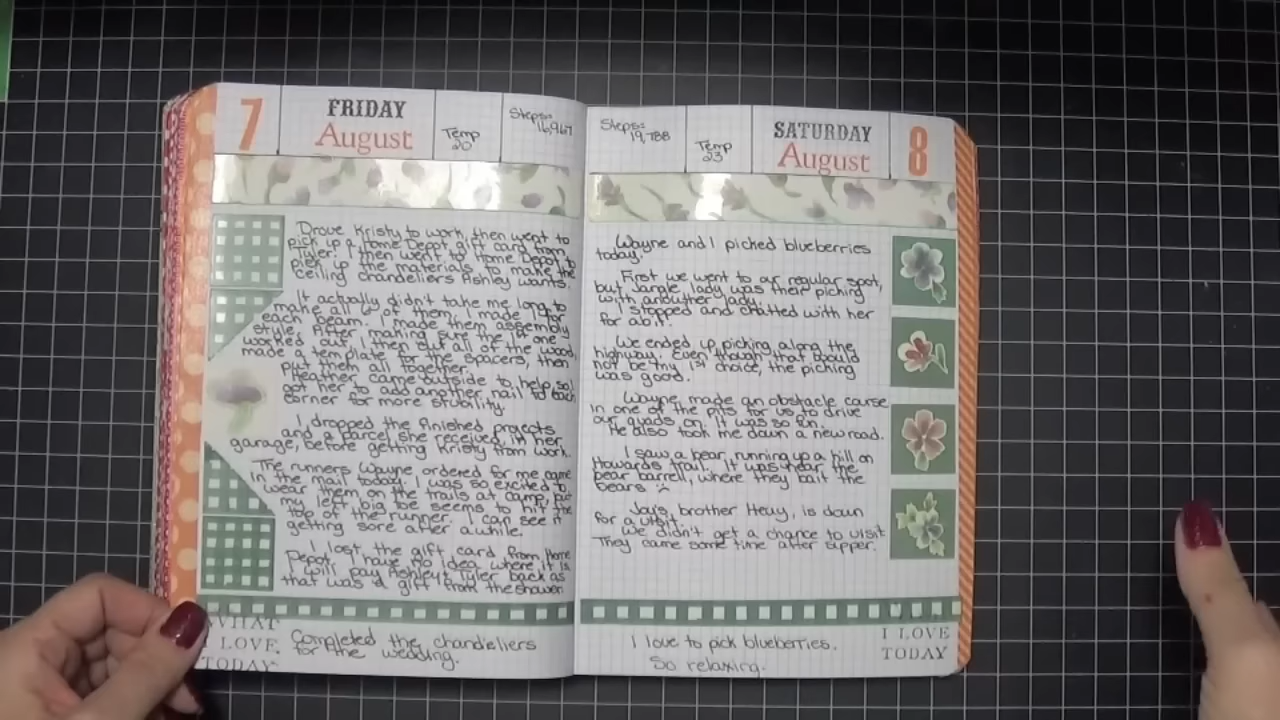 7
FRIDAY
August
Temp
20°
Steps=
16,967
Drove Kristy to work, then went to
pick up a Home Depot gift card from
Tyler. I then went to Home Depot to
pick up the materials to make the
ceiling chandeliers Ashley wants.
It actually didn't take me long to
make all of them. I made 1 for
each beam. I made them assembly
style. After making sure the 1st one
worked out, I then cut all of the wood,
made a template for the spacers, then
put them all together.
Heather came outside to help, so I
got her to add another nail to each
corner for more stability.
I dropped the finished projects
and a parcel she received, in her
garage, before getting Kristy from work.
The runners Wayne ordered for me came
in the mail today. I was so excited to
wear them on the trails at camp, but
my left big toe seems to hit the
top of the runner. I can see it
getting sore after awhile.
I lost the gift card from Home
Depot. I have no idea where it is
I will pay Ashley & Tyler back as
that was a gift from the shower
WHAT
I LOVE
TODAY
Completed the chandeliers
for the wedding.
Steps=
19,788
Temp
23°
SATURDAY
August
8
Wayne and I picked blueberries
today.
First we went to our regular spot,
but jangle lady was their picking
with anouther lady.
I stopped and chatted with her
for a bit.
We ended up picking along the
highway. Even though that would
not be my 1st choice, the picking
was good.
Wayne made an obstacle carse
in one of the pits for us to drive
our quads on. It was so fun.
He also took me down a new road.
I saw a bear, running up a hill on
Howards trail. It was near the
bear barrell, where they bait the
bears
brother is down
for a visit.
We didn't get a chance to visit
They came some time after supper.
I love to pick blueberries.
So relaxing.
I LOVE
TODAY